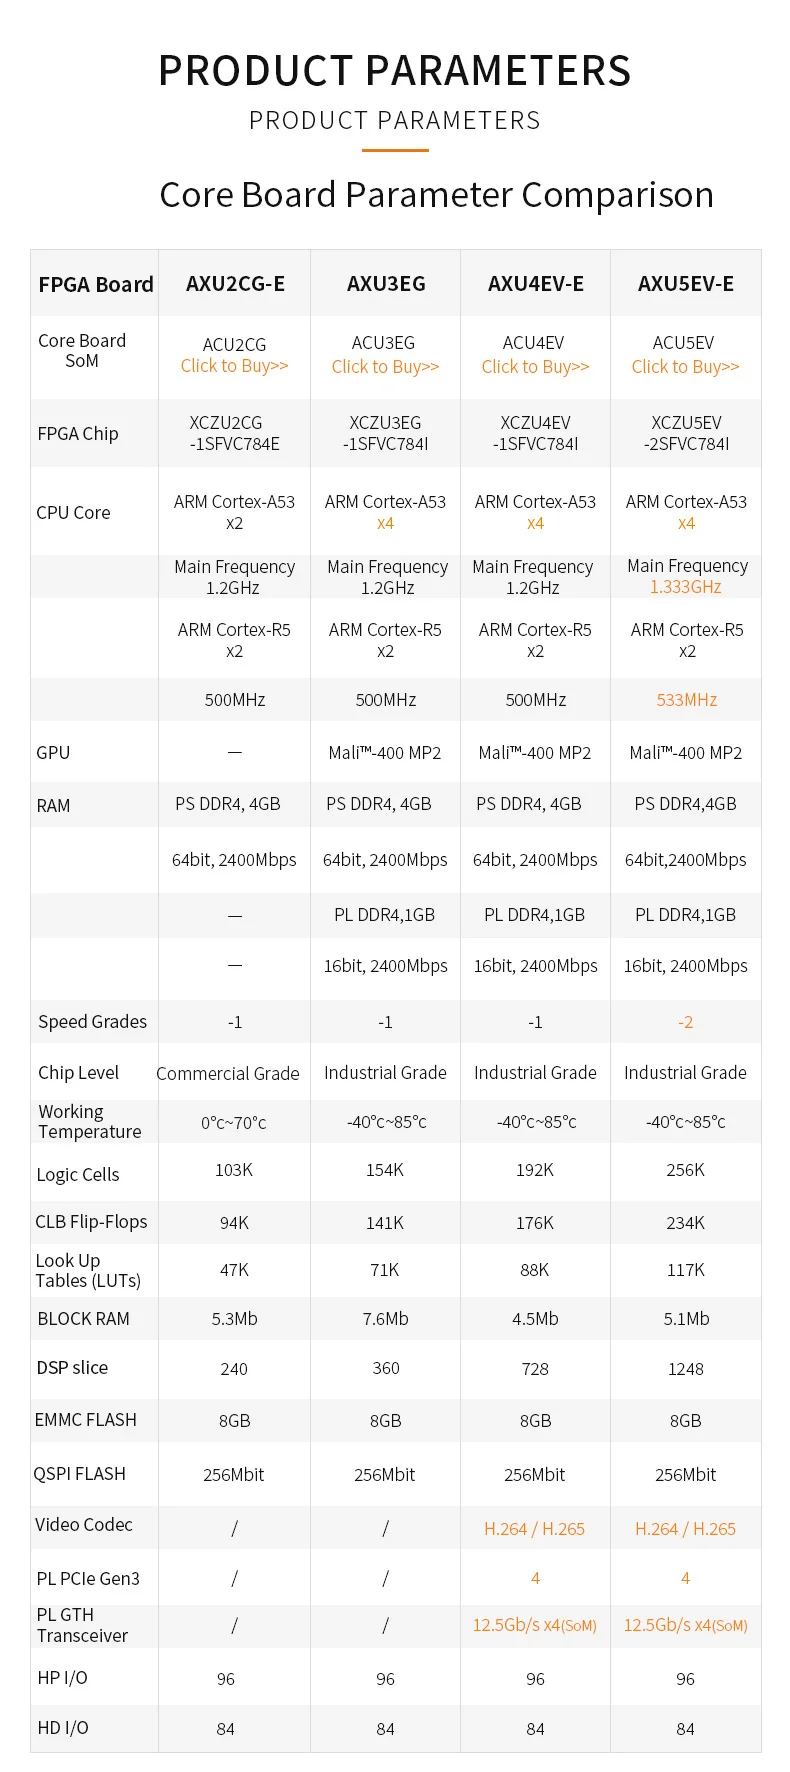 PRODUCT PARAMETERS
PRODUCT PARAMETERS
Core Board Parameter Comparison
FPGA Board AXU2CG-E AXU3EG AXU4EV-E AXU5EV-E
Core Board SoM ACU2CG Click to Buy>> ACU3EG Click to Buy>> ACU4EV Click to Buy>> ACU5EV Click to Buy>>
FPGA Chip XCZU2CG -1SFVC784E XCZU3EG -1SFVC784I XCZU4EV -1SFVC784I XCZU5EV -2SFVC784I
CPU Core ARM Cortex-A53 x2 ARM Cortex-A53 x4 ARM Cortex-A53 x4 ARM Cortex-A53 x4
Main Frequency 1.2GHz Main Frequency 1.2GHz Main Frequency 1.2GHz Main Frequency 1.333GHz
ARM Cortex-R5 x2 ARM Cortex-R5 x2 ARM Cortex-R5 x2 ARM Cortex-R5 x2
500MHz 500MHz 500MHz 533MHz
GPU — Mali™-400 MP2 Mali™-400 MP2 Mali™-400 MP2
RAM PS DDR4, 4GB PS DDR4, 4GB PS DDR4, 4GB PS DDR4,4GB
64bit, 2400Mbps 64bit, 2400Mbps 64bit, 2400Mbps 64bit,2400Mbps
— PL DDR4,1GB PL DDR4,1GB PL DDR4,1GB
— 16bit, 2400Mbps 16bit, 2400Mbps 16bit, 2400Mbps
Speed Grades -1 -1 -1 -2
Chip Level Commercial Grade Industrial Grade Industrial Grade Industrial Grade
Working Temperature 0°c~70°c -40°c~85°c -40°c~85°c -40°c~85°c
Logic Cells 103K 154K 192K 256K
CLB Flip-Flops 94K 141K 176K 234K
Look Up Tables (LUTs) 47K 71K 88K 117K
BLOCK RAM 5.3Mb 7.6Mb 4.5Mb 5.1Mb
DSP slice 240 360 728 1248
EMMC FLASH 8GB 8GB 8GB 8GB
QSPI FLASH 256Mbit 256Mbit 256Mbit 256Mbit
Video Codec / / H.264 / H.265 H.264 / H.265
PL PCIe Gen3 / / 4 4
PL GTH Transceiver / / 12.5Gb/s x4(SoM) 12.5Gb/s x4(SoM)
HP I/O 96 96 96 96
HD I/O 84 84 84 84